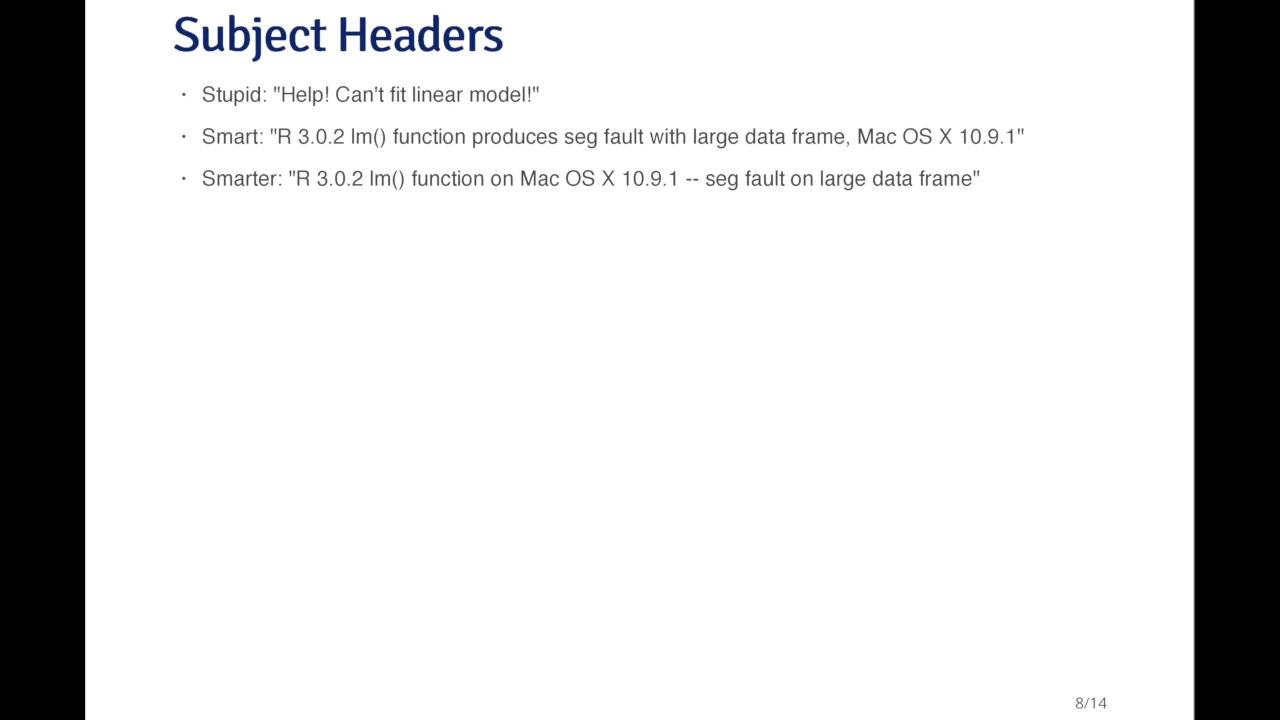 Subject Headers
· Stupid: "Help! Can't fit linear model!"
· Smart: "R 3.0.2 lm() function produces seg fault with large data frame, Mac OS X 10.9.1"
· Smarter: "R 3.0.2 lm() function on Mac OS X 10.9.1 -- seg fault on large data frame"
8/14